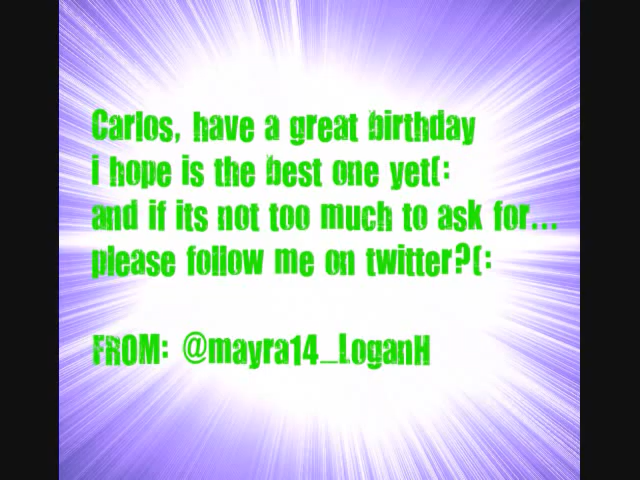 Carlos, have a great birthday
i hope is the best one yet(:
and if its not too much to ask for...
please follow me on twitter?(:
FROM: @mayra14_LoganH